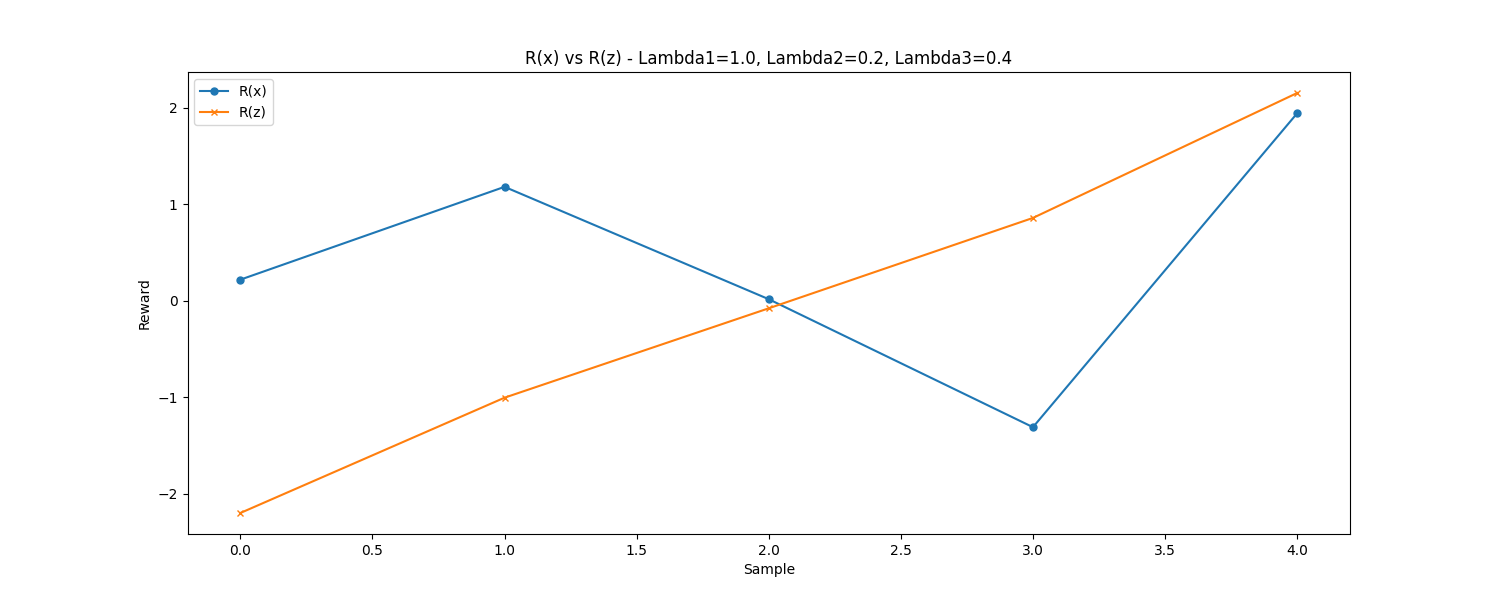 R(x) vs R(z) - Lambda1=1.0, Lambda2=0.2, Lambda3=0.4
R(x)
R(z)
2
1
0
−1
−2
Reward
0.0 0.5 1.0 1.5 2.0 2.5 3.0 3.5 4.0
Sample